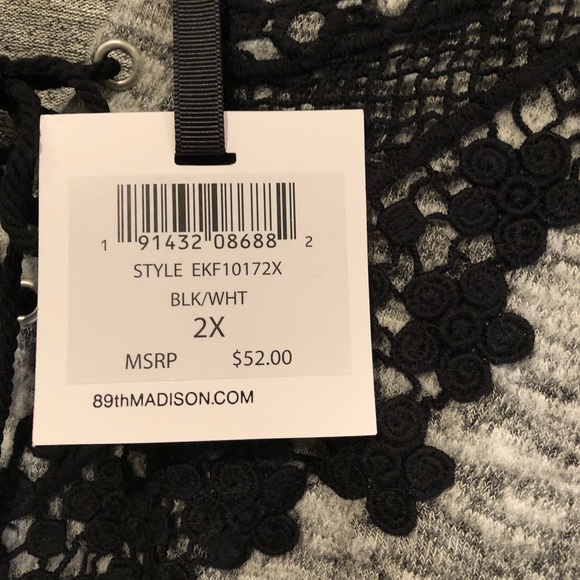 1 91432 08688 2
STYLE EKF10172X
BLK/WHT
2X
MSRP $52.00
89thMADISON.COM